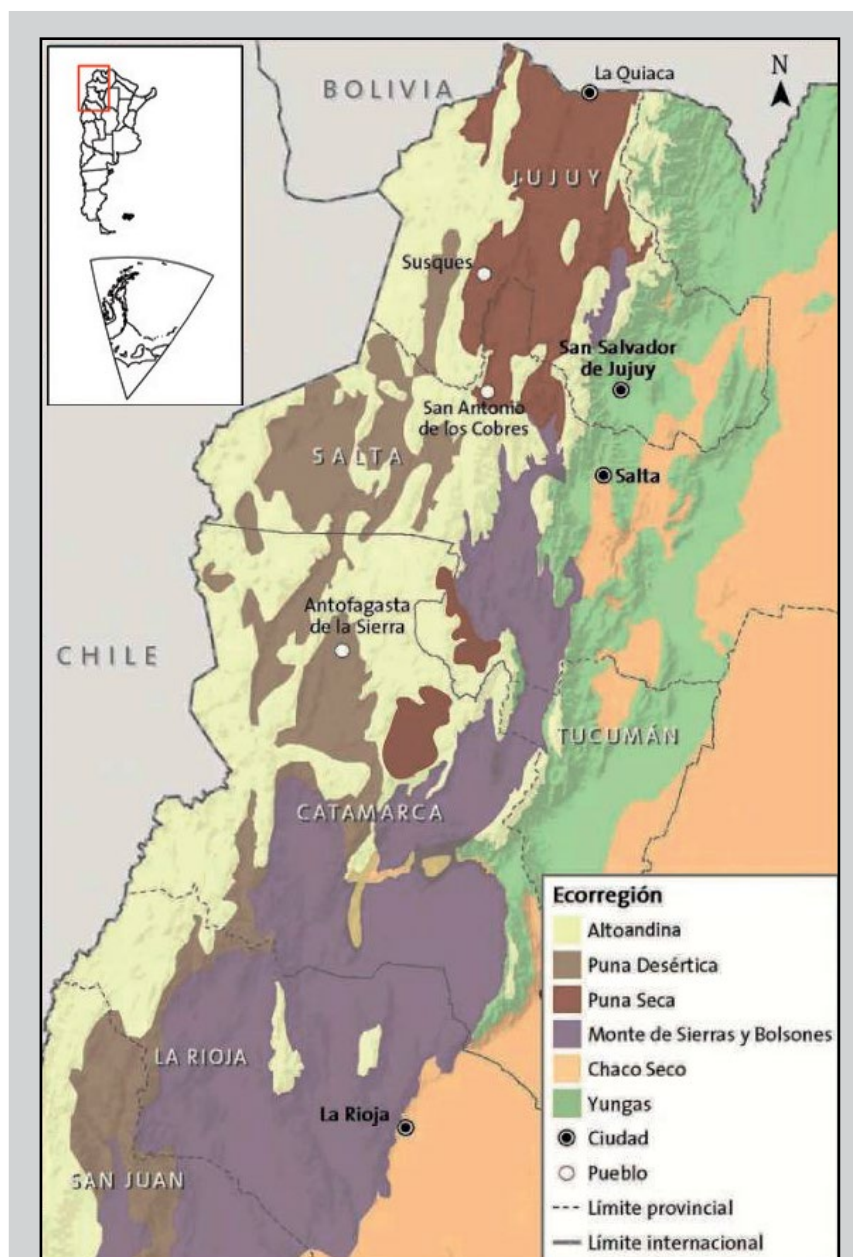 BOLIVIA
La Quiaca
N
JUJUY
Susques
San Salvador
de Jujuy
San Antonio
de los Cobres
SALTA
Salta
Antofagasta
de la Sierra
CHILE
TUCUMÁN
CATAMARCA
LA RIOJA
La Rioja
SAN JUAN
Ecorregión
Altoandina
Puna Desértica
Puna Seca
Monte de Sierras y Bolsones
Chaco Seco
Yungas
Ciudad
Pueblo
Límite provincial
Límite internacional